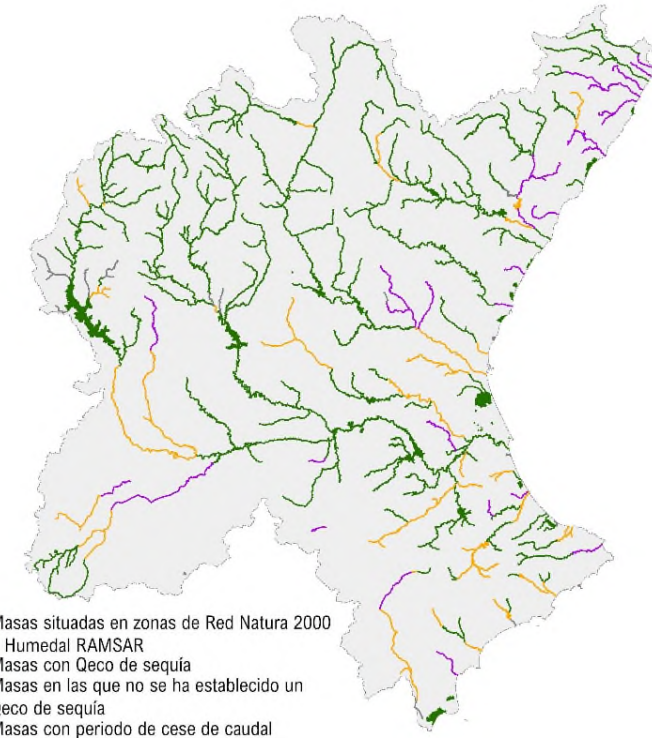 Masas situadas en zonas de Red Natura 2000
Humedal RAMSAR
Masas con Qeco de sequía
Masas en las que no se ha establecido un
Qeco de sequía
Masas con periodo de cese de caudal